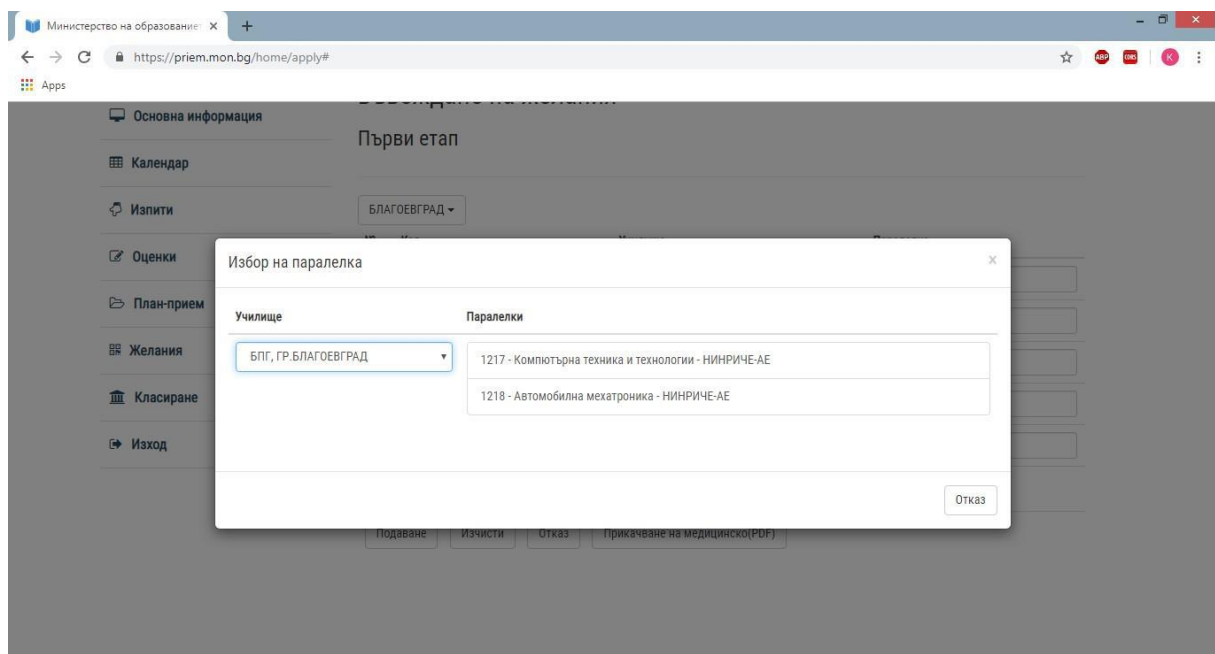 Министерство на образование
https://priem.mon.bg/home/apply#
ABP
K
Apps
Основна информация
Първи етап
Календар
Изпити
БЛАГОЕВГРАД
Оценки
Избор на паралелка
×
План-прием
Училище
Паралелки
Желания
БПГ, ГР.БЛАГОЕВГРАД
1217 - Компютърна техника и технологии - НИНРИЧЕ-АЕ
1218 - Автомобилна мехатроника - НИНРИЧЕ-АЕ
Класиране
Изход
Отказ
Подаване
Изчисти
Отказ
Прикачване на медицинско(PDF)